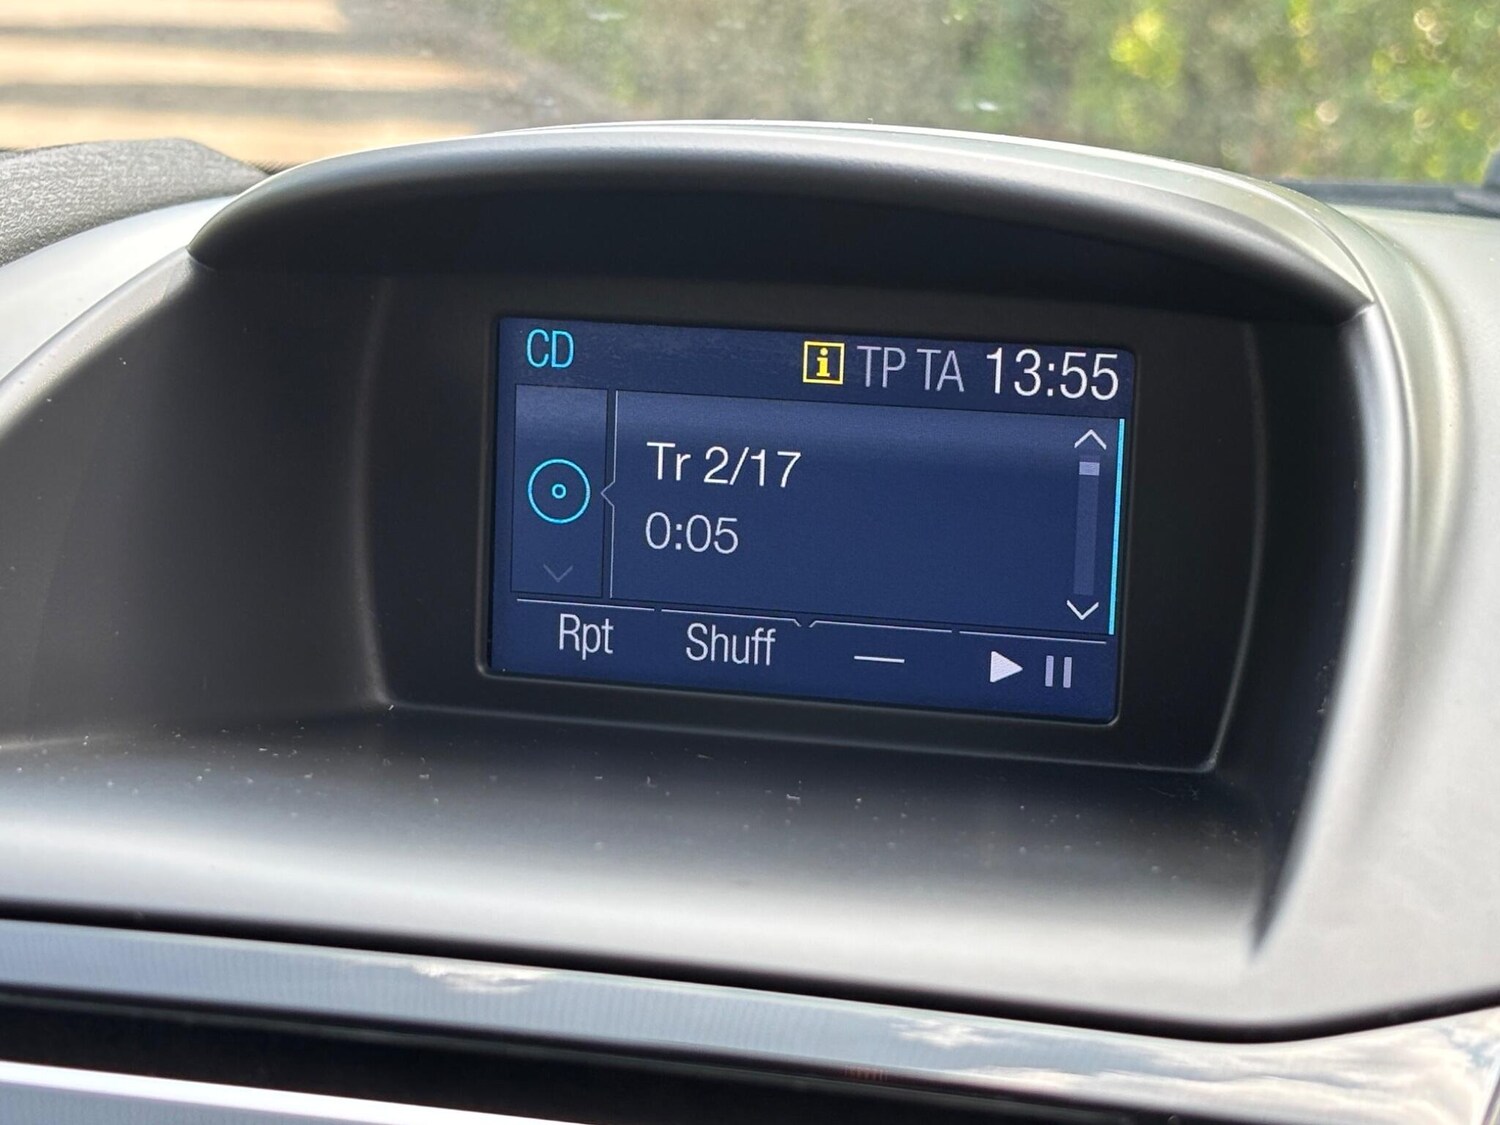 CD i TP TA 13:55
Tr 2/17
0:05
Rpt Shuff